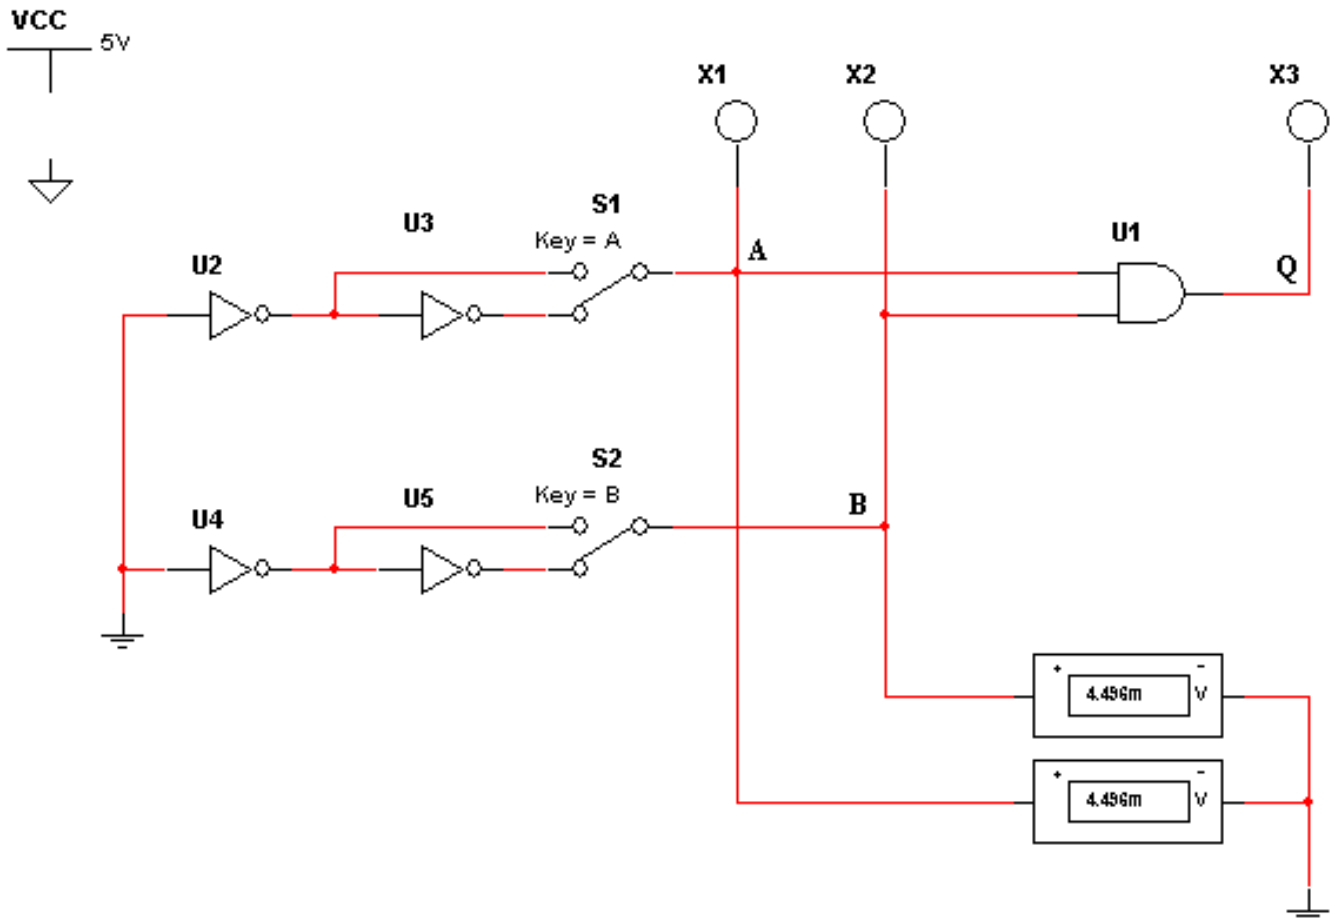 VCC
5V
X1
X2
X3
U3
S1
Key = A
U2
A
U1
Q
U5
S2
Key = B
U4
B
+
-
4.496m
V
+
-
4.496m
V